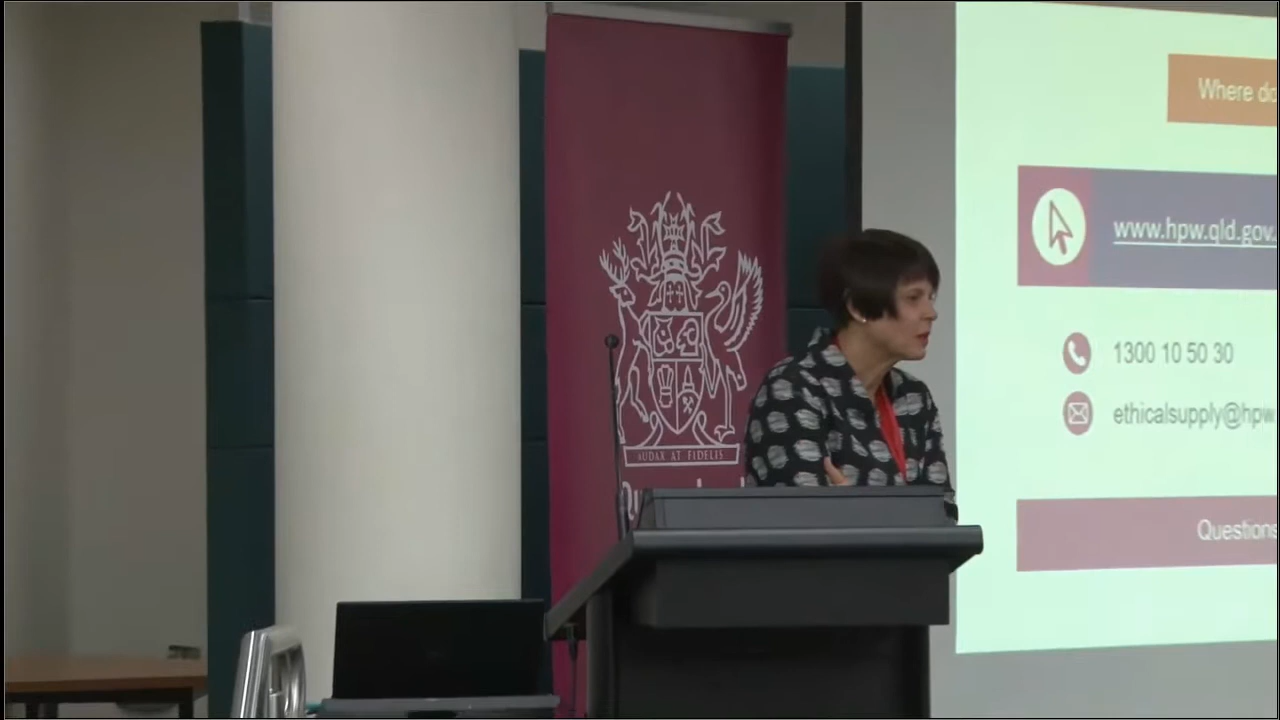 Where do
www.hpw.qld.gov.
1300 10 50 30
ethicalsupply@hpw.
Questions
AUDAX AT FIDELIS